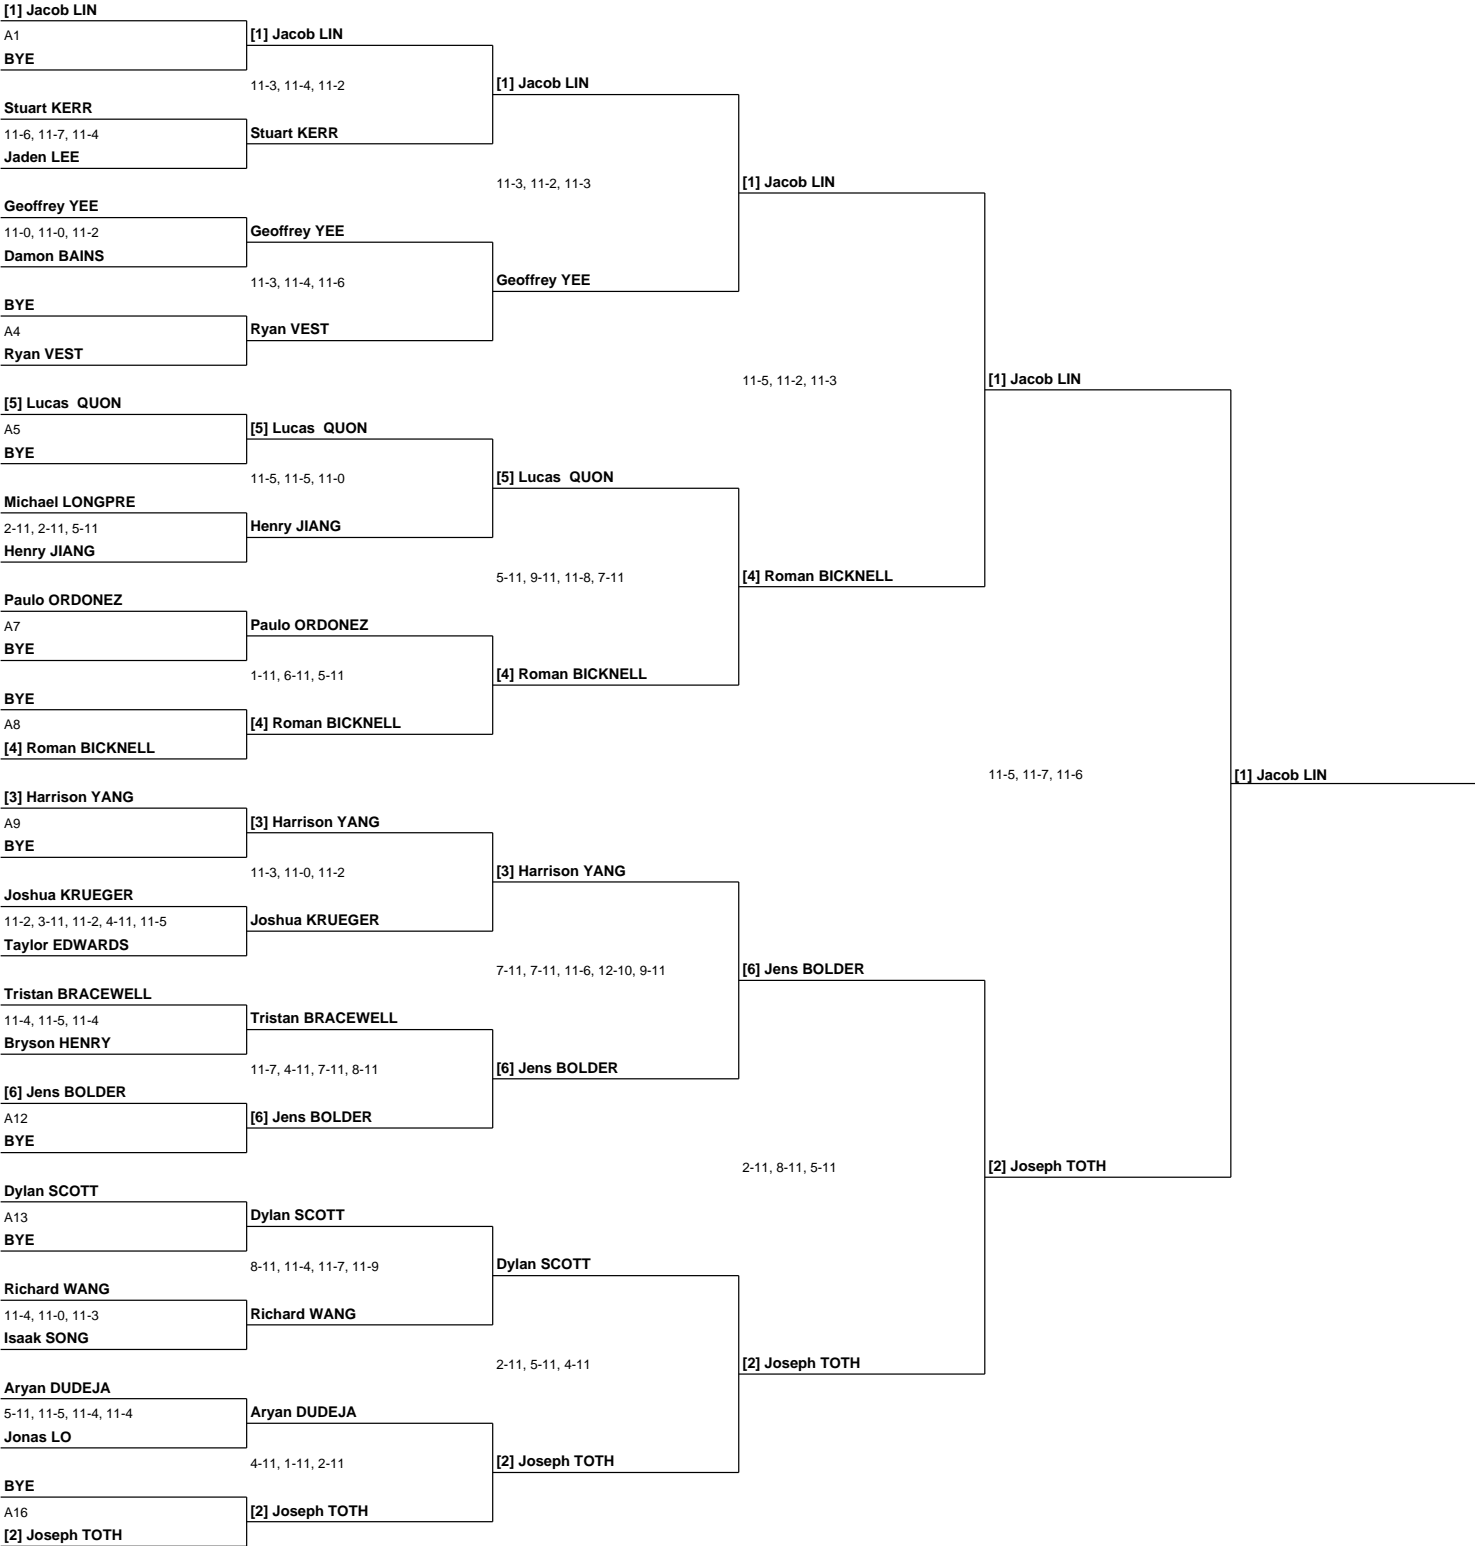 [1] Jacob LIN
A1
BYE
[1] Jacob LIN
11-3, 11-4, 11-2
Stuart KERR
11-6, 11-7, 11-4
Jaden LEE
Stuart KERR
[1] Jacob LIN
11-3, 11-2, 11-3
Geoffrey YEE
11-0, 11-0, 11-2
Damon BAINS
Geoffrey YEE
11-3, 11-4, 11-6
BYE
A4
Ryan VEST
Ryan VEST
Geoffrey YEE
[1] Jacob LIN
11-5, 11-2, 11-3
[5] Lucas  QUON
A5
BYE
[5] Lucas  QUON
11-5, 11-5, 11-0
Michael LONGPRE
2-11, 2-11, 5-11
Henry JIANG
Henry JIANG
[5] Lucas  QUON
5-11, 9-11, 11-8, 7-11
Paulo ORDONEZ
A7
BYE
Paulo ORDONEZ
1-11, 6-11, 5-11
BYE
A8
[4] Roman BICKNELL
[4] Roman BICKNELL
[4] Roman BICKNELL
[4] Roman BICKNELL
[1] Jacob LIN
11-5, 11-7, 11-6
[1] Jacob LIN
[3] Harrison YANG
A9
BYE
[3] Harrison YANG
11-3, 11-0, 11-2
Joshua KRUEGER
11-2, 3-11, 11-2, 4-11, 11-5
Taylor EDWARDS
Joshua KRUEGER
[3] Harrison YANG
7-11, 7-11, 11-6, 12-10, 9-11
Tristan BRACEWELL
11-4, 11-5, 11-4
Bryson HENRY
Tristan BRACEWELL
11-7, 4-11, 7-11, 8-11
[6] Jens BOLDER
A12
BYE
[6] Jens BOLDER
[6] Jens BOLDER
[6] Jens BOLDER
2-11, 8-11, 5-11
Dylan SCOTT
A13
BYE
Dylan SCOTT
8-11, 11-4, 11-7, 11-9
Richard WANG
11-4, 11-0, 11-3
Isaak SONG
Richard WANG
Dylan SCOTT
2-11, 5-11, 4-11
Aryan DUDEJA
5-11, 11-5, 11-4, 11-4
Jonas LO
Aryan DUDEJA
4-11, 1-11, 2-11
BYE
A16
[2] Joseph TOTH
[2] Joseph TOTH
[2] Joseph TOTH
[2] Joseph TOTH
[2] Joseph TOTH